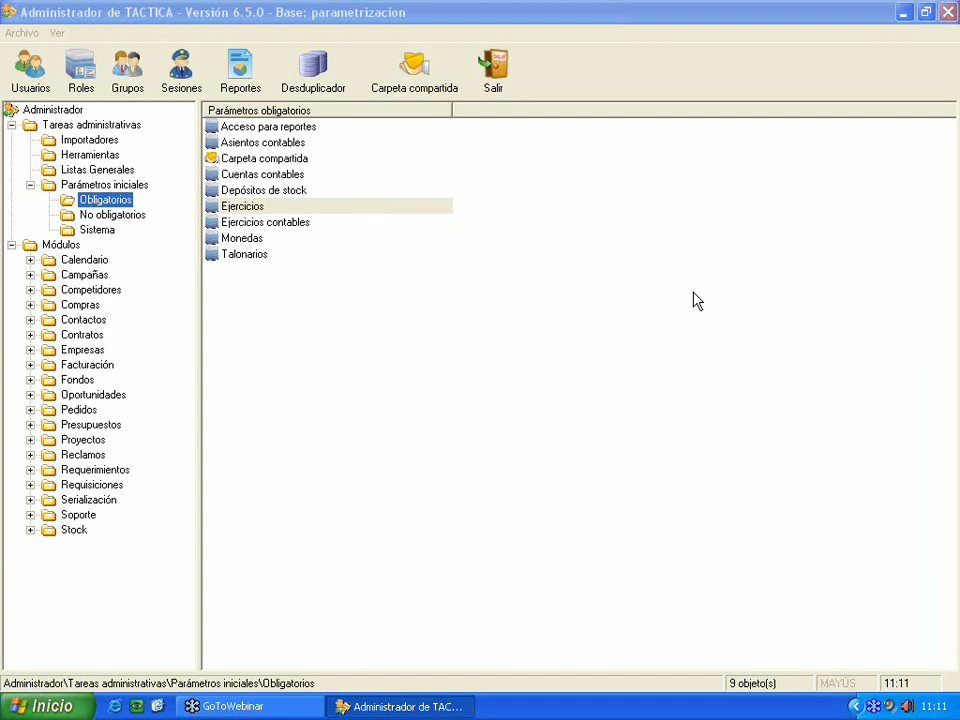 Administrador de TACTICA - Versión 6.5.0 - Base: parametrizacion
Archivo Ver
Usuarios Roles Grupos Sesiones Reportes Desduplicador Carpeta compartida Salir
Administrador
Tareas administrativas
Importadores
Herramientas
Listas Generales
Parámetros iniciales
Obligatorios
No obligatorios
Sistema
Módulos
Calendario
Campañas
Competidores
Compras
Contactos
Contratos
Empresas
Facturación
Fondos
Oportunidades
Pedidos
Presupuestos
Proyectos
Reclamos
Requerimientos
Requisiciones
Serialización
Soporte
Stock
Parámetros obligatorios
Acceso para reportes
Asientos contables
Carpeta compartida
Cuentas contables
Depósitos de stock
Ejercicios
Ejercicios contables
Monedas
Talonarios
Administrador\Tareas administrativas\Parámetros iniciales\Obligatorios 9 objeto(s) MAYÚS 11:11
Inicio GoToWebinar Administrador de TAC... 11:11